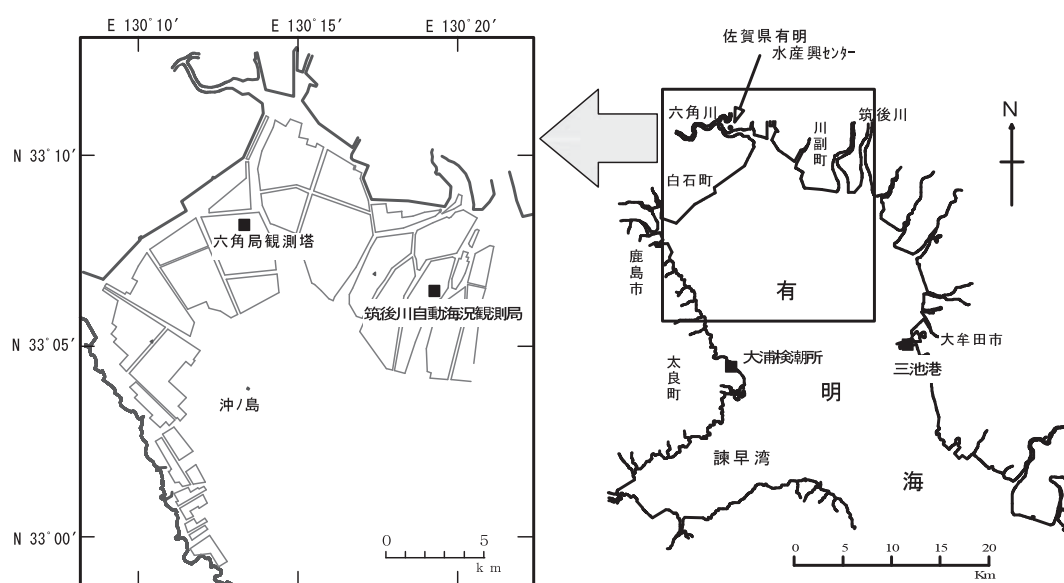 E 130°10′
E 130°15′
E 130°20′
N 33°10′
N 33°05′
N 33°00′
六角局観測塔
筑後川自動海況観測局
沖ノ島
0 5
km
佐賀県有明
水産興センター
六角川
筑後川
川副町
白石町
鹿島市
太良町
大浦検潮所
大牟田市
三池港
諫早湾
有
明
海
N
0 5 10 15 20
Km